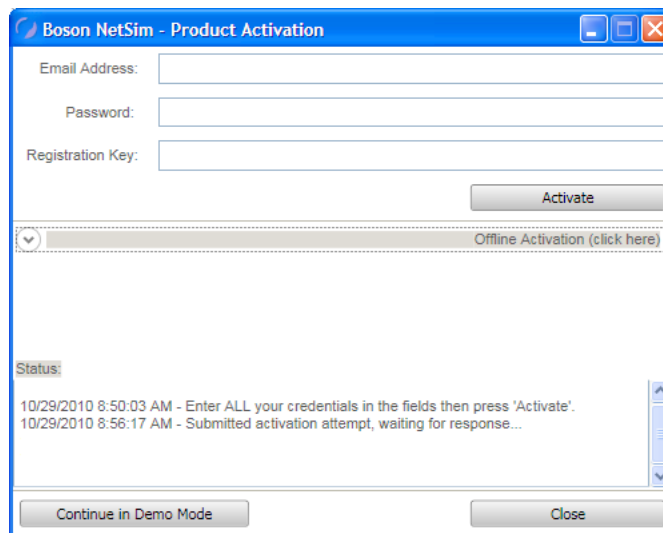 Boson NetSim - Product Activation
Email Address:
Password:
Registration Key:
Activate
Offline Activation (click here)
Status:
10/29/2010 8:50:03 AM - Enter ALL your credentials in the fields then press 'Activate'.
10/29/2010 8:56:17 AM - Submitted activation attempt, waiting for response...
Continue in Demo Mode
Close